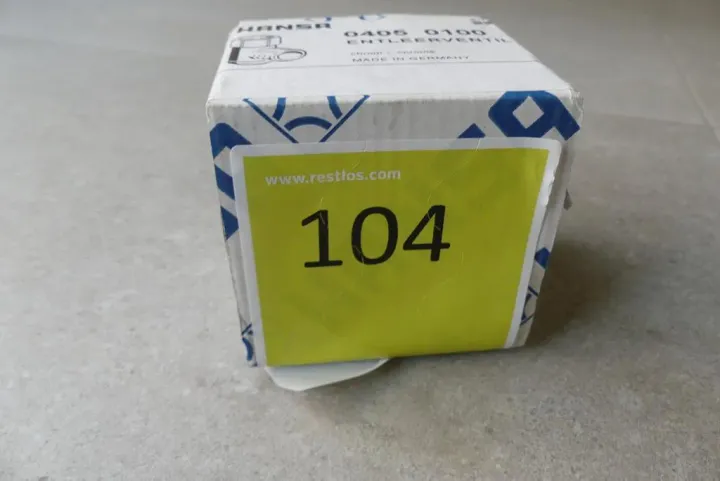 HANSA
0405 0100
ENTLEERVENTIL
MADE IN GERMANY
www.restlos.com
104